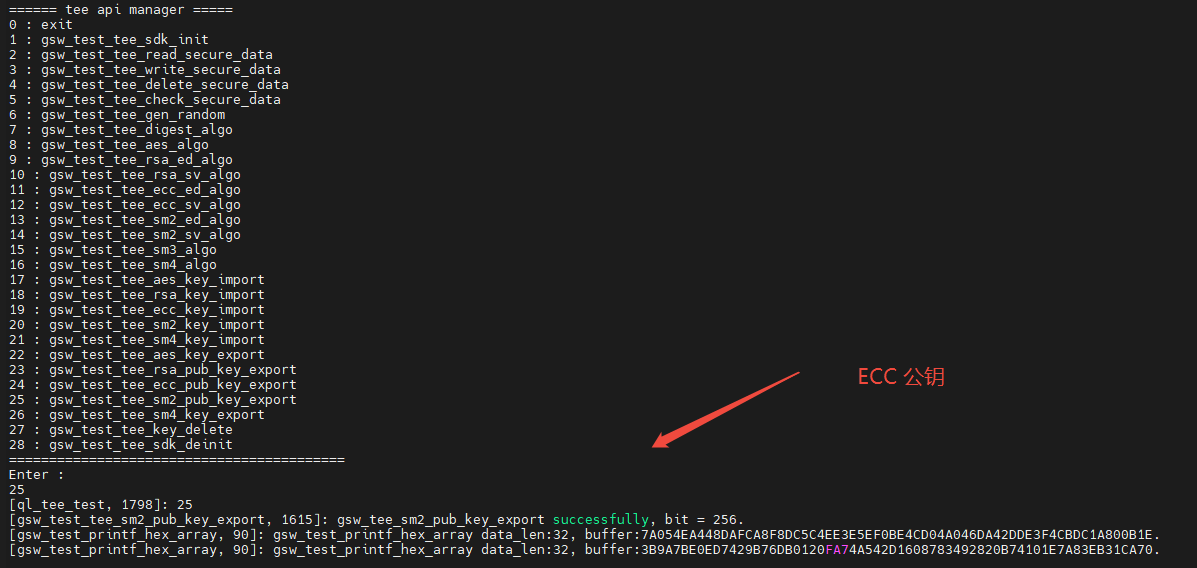 ====== tee api manager =====
0 : exit
1 : gsw_test_tee_sdk_init
2 : gsw_test_tee_read_secure_data
3 : gsw_test_tee_write_secure_data
4 : gsw_test_tee_delete_secure_data
5 : gsw_test_tee_check_secure_data
6 : gsw_test_tee_gen_random
7 : gsw_test_tee_digest_algo
8 : gsw_test_tee_aes_algo
9 : gsw_test_tee_rsa_ed_algo
10 : gsw_test_tee_rsa_sv_algo
11 : gsw_test_tee_ecc_ed_algo
12 : gsw_test_tee_ecc_sv_algo
13 : gsw_test_tee_sm2_ed_algo
14 : gsw_test_tee_sm2_sv_algo
15 : gsw_test_tee_sm3_algo
16 : gsw_test_tee_sm4_algo
17 : gsw_test_tee_aes_key_import
18 : gsw_test_tee_rsa_key_import
19 : gsw_test_tee_ecc_key_import
20 : gsw_test_tee_sm2_key_import
21 : gsw_test_tee_sm4_key_import
22 : gsw_test_tee_aes_key_export
23 : gsw_test_tee_rsa_pub_key_export
24 : gsw_test_tee_ecc_pub_key_export
25 : gsw_test_tee_sm2_pub_key_export
26 : gsw_test_tee_sm4_key_export
27 : gsw_test_tee_key_delete
28 : gsw_test_tee_sdk_deinit
ECC 公钥
==========================================
Enter :
25
[ql_tee_test, 1798]: 25
[gsw_test_tee_sm2_pub_key_export, 1615]: gsw_tee_sm2_pub_key_export successfully, bit = 256.
[gsw_test_printf_hex_array, 90]: gsw_test_printf_hex_array data_len:32, buffer:7A054EA448DAFCA8F8DC5C4EE3E5EF0BE4CD04A046DA42DDE3F4CBDC1A800B1E.
[gsw_test_printf_hex_array, 90]: gsw_test_printf_hex_array data_len:32, buffer:3B9A7BE0ED7429B76DB0120FA74A542D1608783492820B74101E7A83EB31CA70.